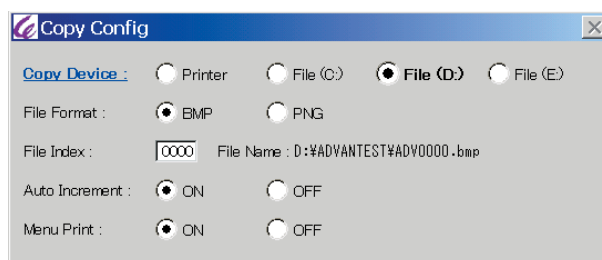 Copy Config
Copy Device : Printer File (C:) File (D:) File (E:)
File Format : BMP PNG
File Index : 0000 File Name : D:¥ADVANTEST¥ADV0000.bmp
Auto Increment : ON OFF
Menu Print : ON OFF